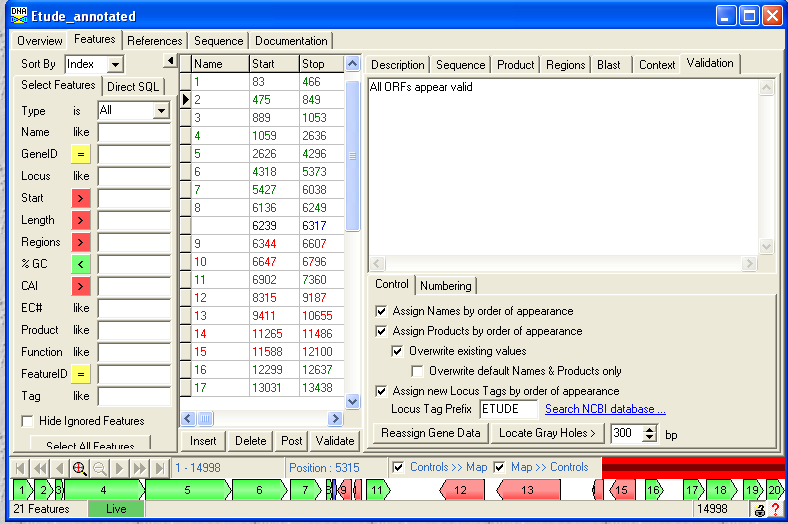 Etude_annotated
Overview Features References Sequence Documentation
Sort By Index
Select Features Direct SQL
Type is All
Name like
GeneID =
Locus like
Start >
Length >
Regions >
% GC <
CAI >
EC# like
Product like
Function like
FeatureID =
Tag like
Hide Ignored Features
Select All Features
Name Start Stop
1 83 466
2 475 849
3 889 1053
4 1059 2636
5 2626 4296
6 4318 5373
7 5427 6038
8 6136 6249
6239 6317
9 6344 6607
10 6647 6796
11 6902 7360
12 8315 9187
13 9411 10655
14 11265 11486
15 11588 12100
16 12299 12637
17 13031 13438
Insert Delete Post Validate
Description Sequence Product Regions Blast Context Validation
All ORFs appear valid
Control Numbering
Assign Names by order of appearance
Assign Products by order of appearance
Overwrite existing values
Overwrite default Names & Products only
Assign new Locus Tags by order of appearance
Locus Tag Prefix ETUDE Search NCBI database ...
Reassign Gene Data Locate Gray Holes > 300 bp
1 - 14998 Position : 5315 Controls >> Map Map >> Controls
1 2 3 4 5 6 7 8 9 11 12 13 15 16 17 18 19 20
21 Features Live 14998